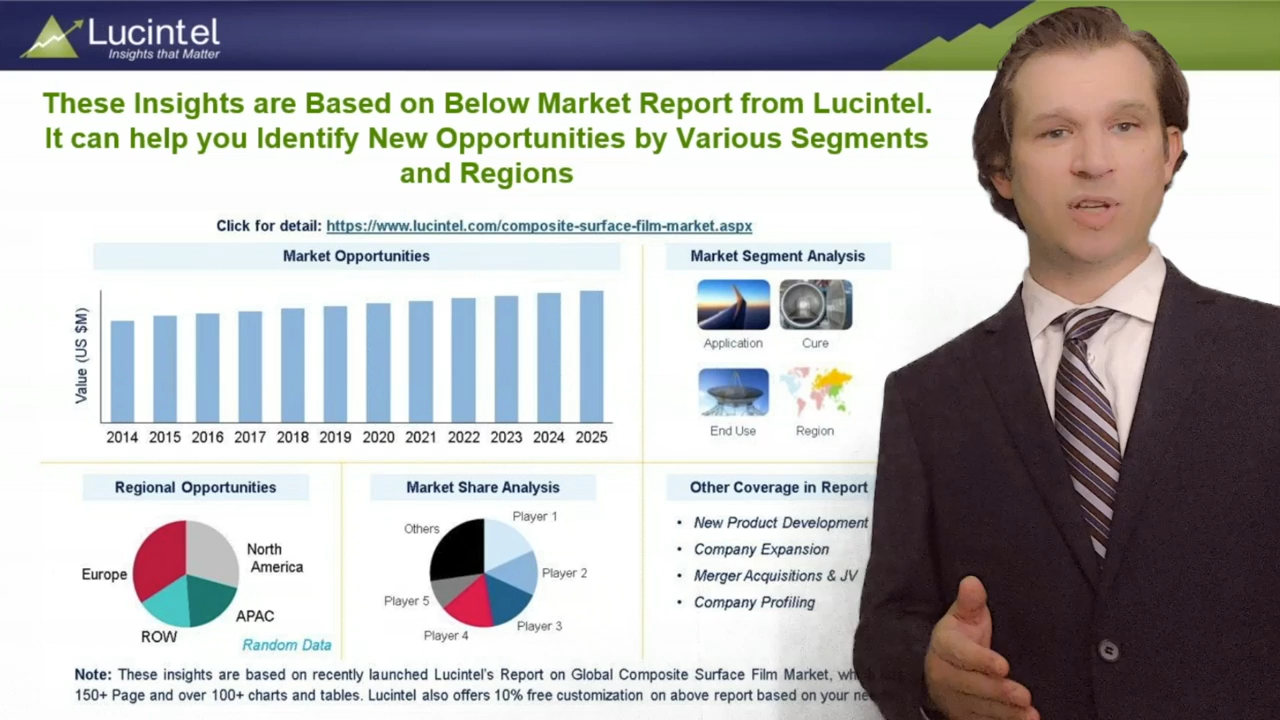 Lucintel
Insights that Matter
These Insights are Based on Below Market Report from Lucintel.
It can help you Identify New Opportunities by Various Segments
and Regions
Click for detail: https://www.lucintel.com/composite-surface-film-market.aspx
Market Opportunities
Value (US $M)
2014 2015 2016 2017 2018 2019 2020 2021 2022 2023 2024 2025
Market Segment Analysis
Application
Cure
End Use
Region
Regional Opportunities
North
America
Europe
APAC
ROW
Random Data
Market Share Analysis
Player 1
Others
Player 2
Player 5
Player 3
Player 4
Other Coverage in Report
• New Product Development
• Company Expansion
• Merger Acquisitions & JV
• Company Profiling
Note: These insights are based on recently launched Lucintel's Report on Global Composite Surface Film Market,
150+ Page and over 100+ charts and tables. Lucintel also offers 10% free customization on above report based on your